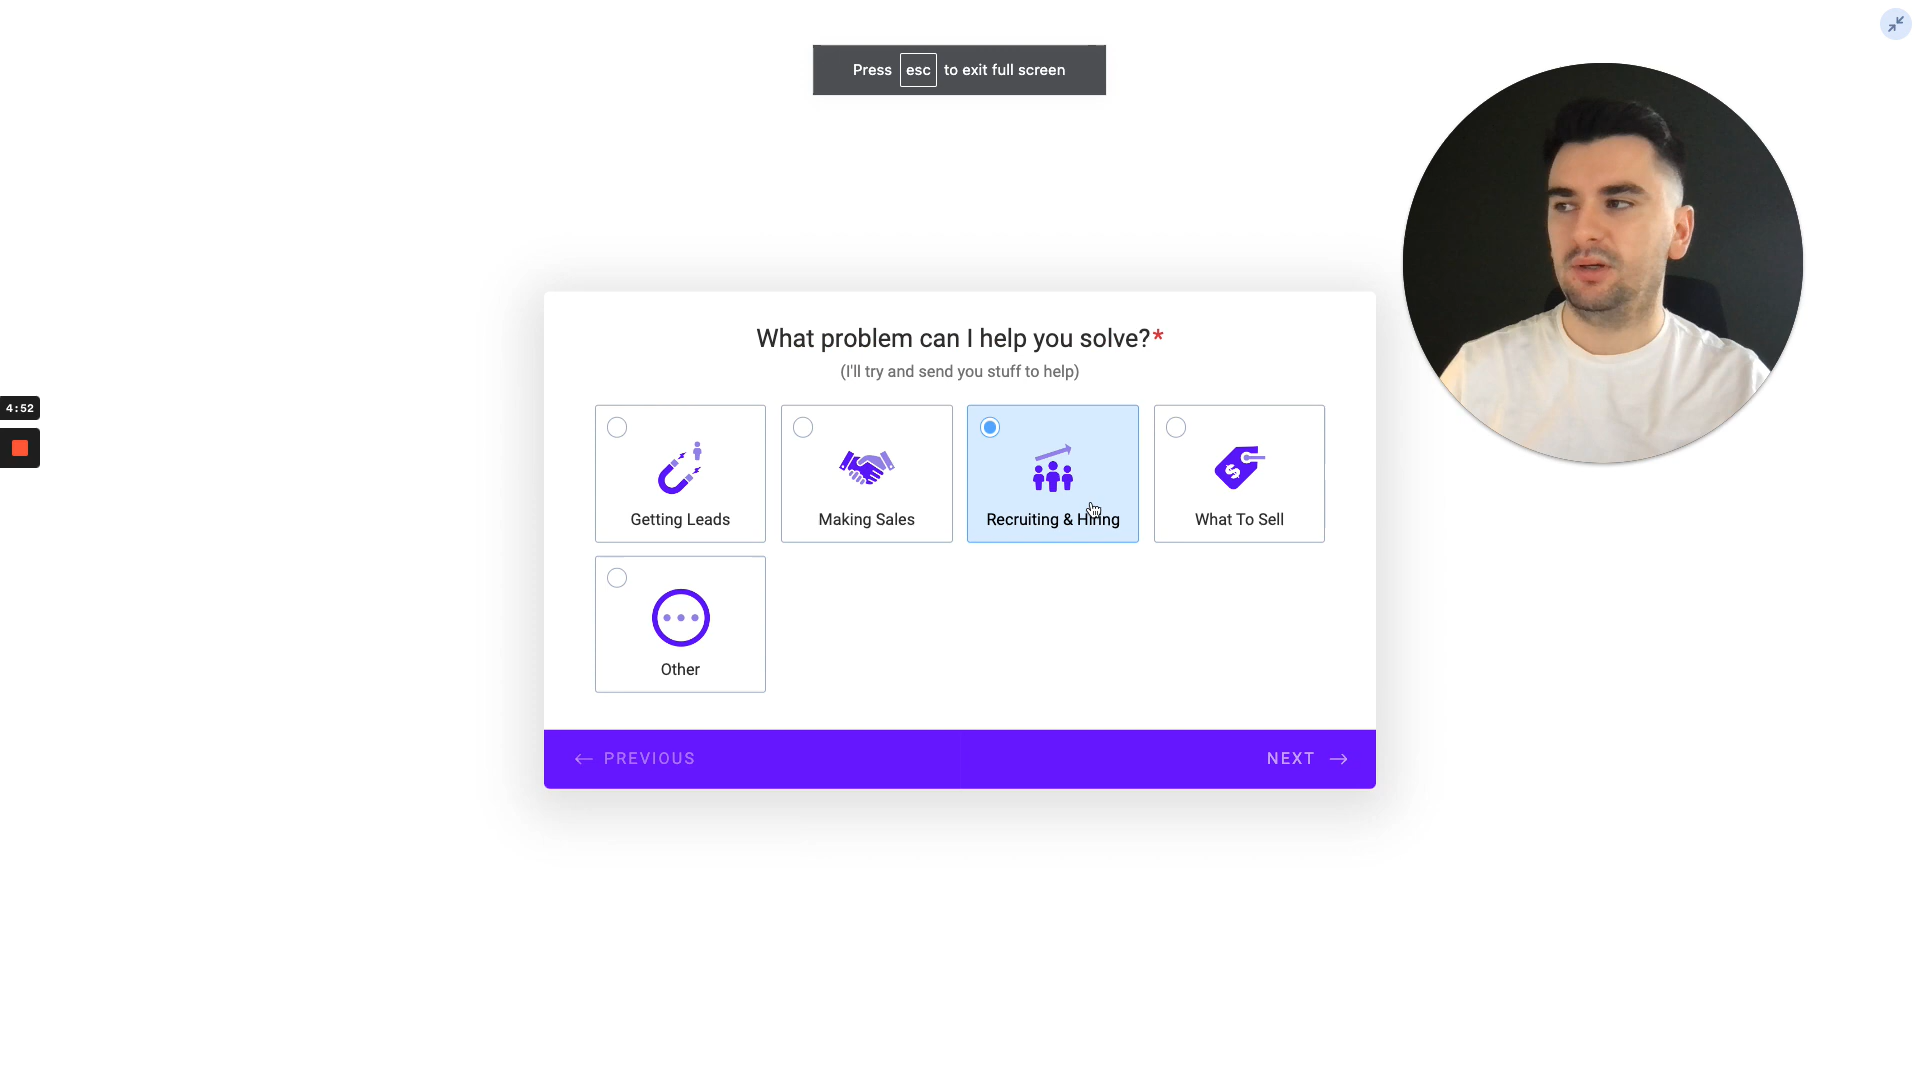 Press esc to exit full screen
What problem can I help you solve?*
(I'll try and send you stuff to help)
4:52
Getting Leads
Making Sales
Recruiting & Hiring
What To Sell
Other
PREVIOUS
NEXT